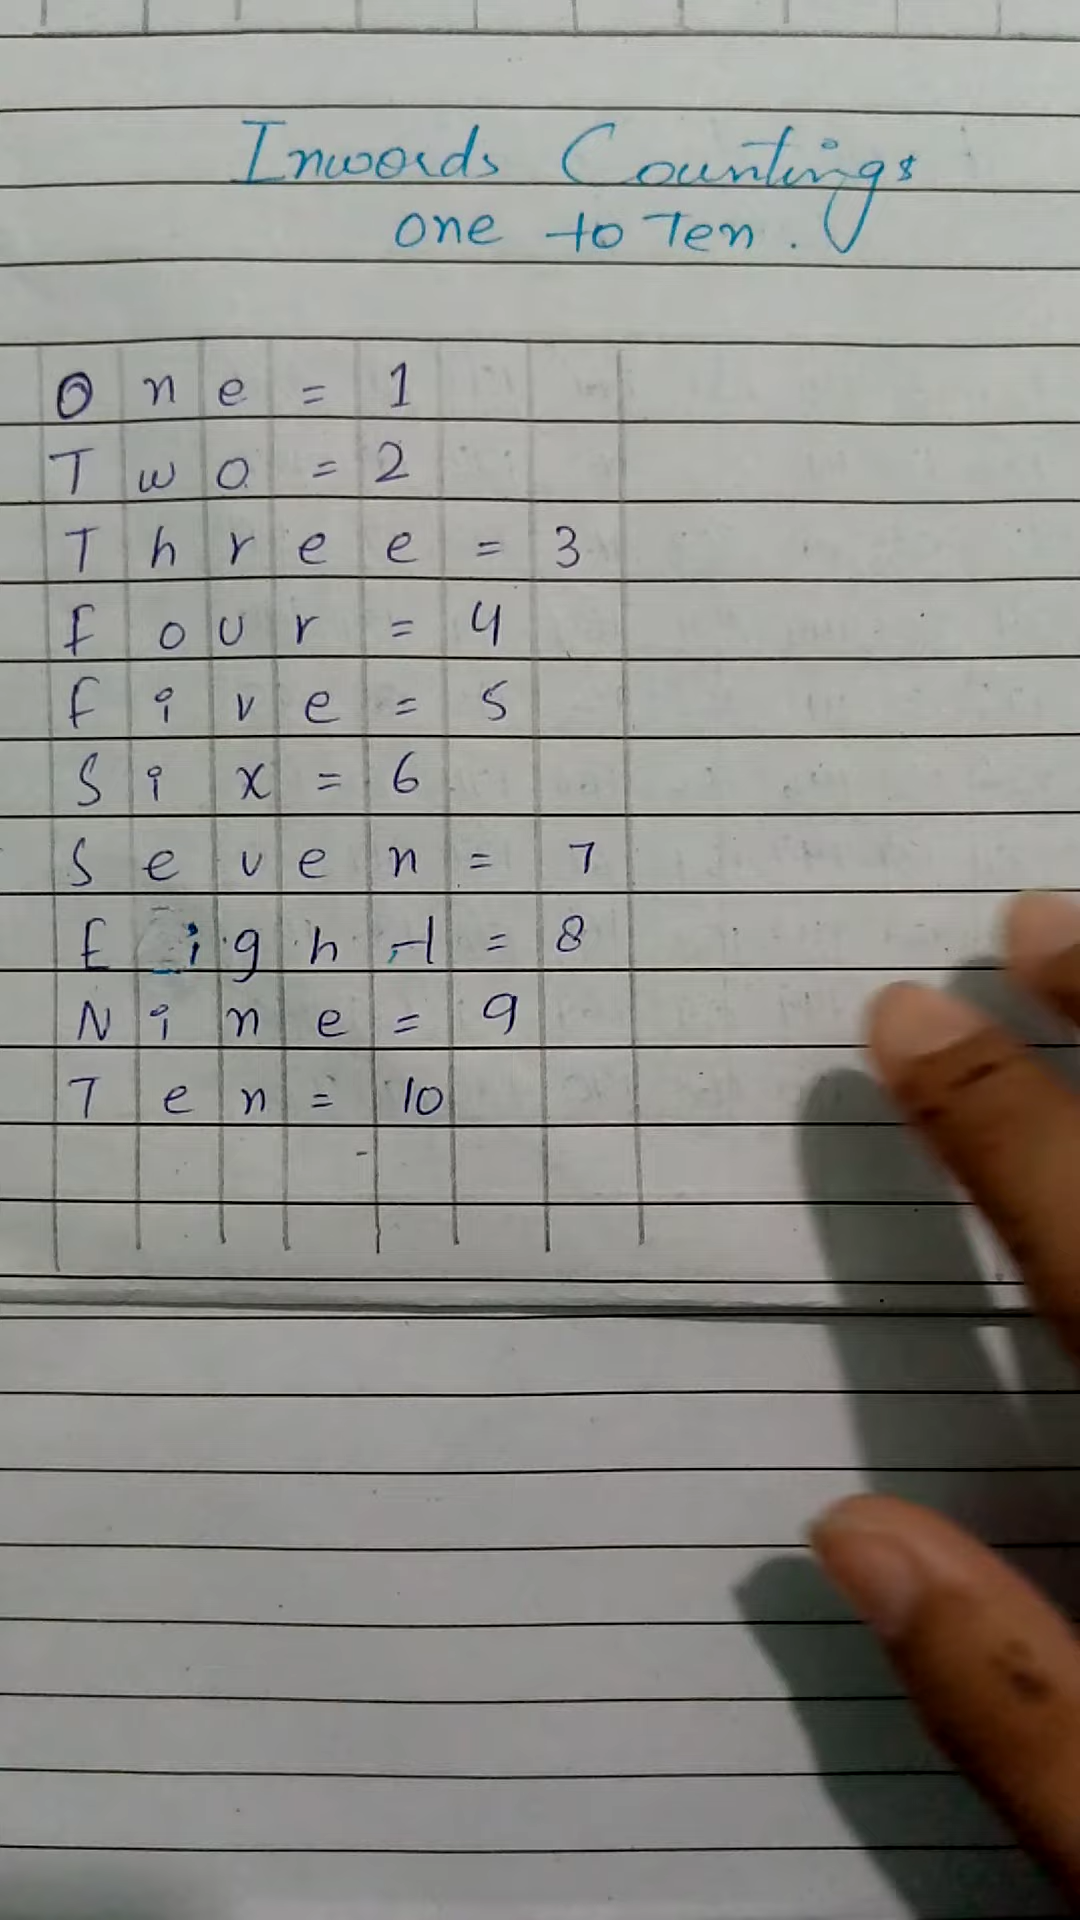 Inwords Countings
one to Ten.
One = 1
Two = 2
Three = 3
four = 4
five = 5
Six = 6
Seven = 7
Eight = 8
Nine = 9
Ten = 10